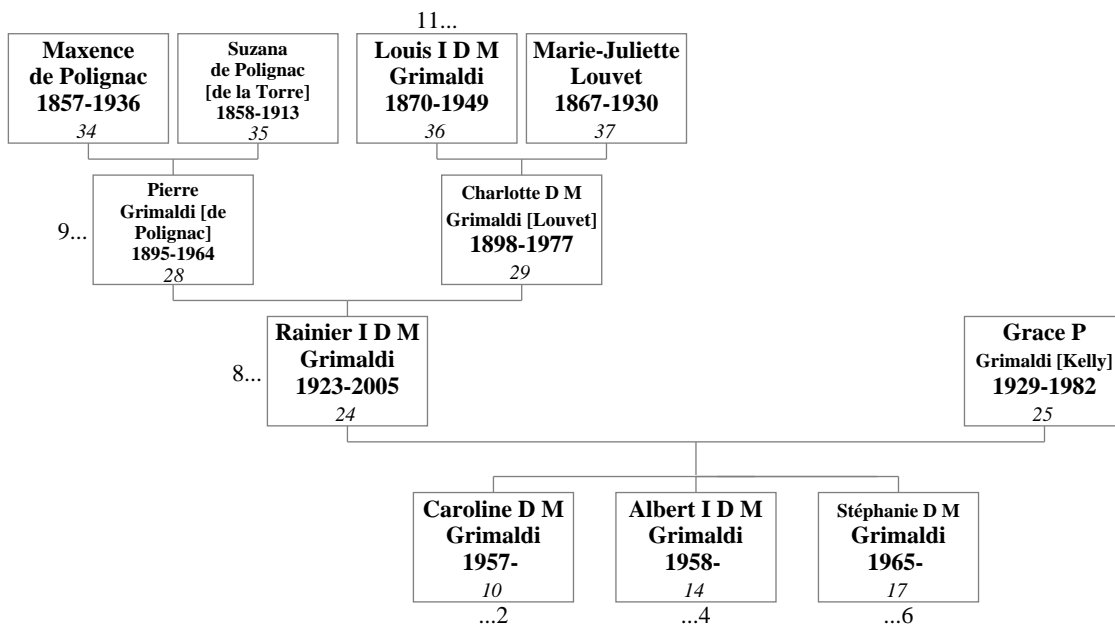 11...
Maxence
de Polignac
1857-1936
34
Suzana
de Polignac
[de la Torre]
1858-1913
35
Louis I D M
Grimaldi
1870-1949
36
Marie-Juliette
Louvet
1867-1930
37
9...
Pierre
Grimaldi [de
Polignac]
1895-1964
28
Charlotte D M
Grimaldi [Louvet]
1898-1977
29
8...
Rainier I D M
Grimaldi
1923-2005
24
Grace P
Grimaldi [Kelly]
1929-1982
25
Caroline D M
Grimaldi
1957-
10
...2
Albert I D M
Grimaldi
1958-
14
...4
Stéphanie D M
Grimaldi
1965-
17
...6